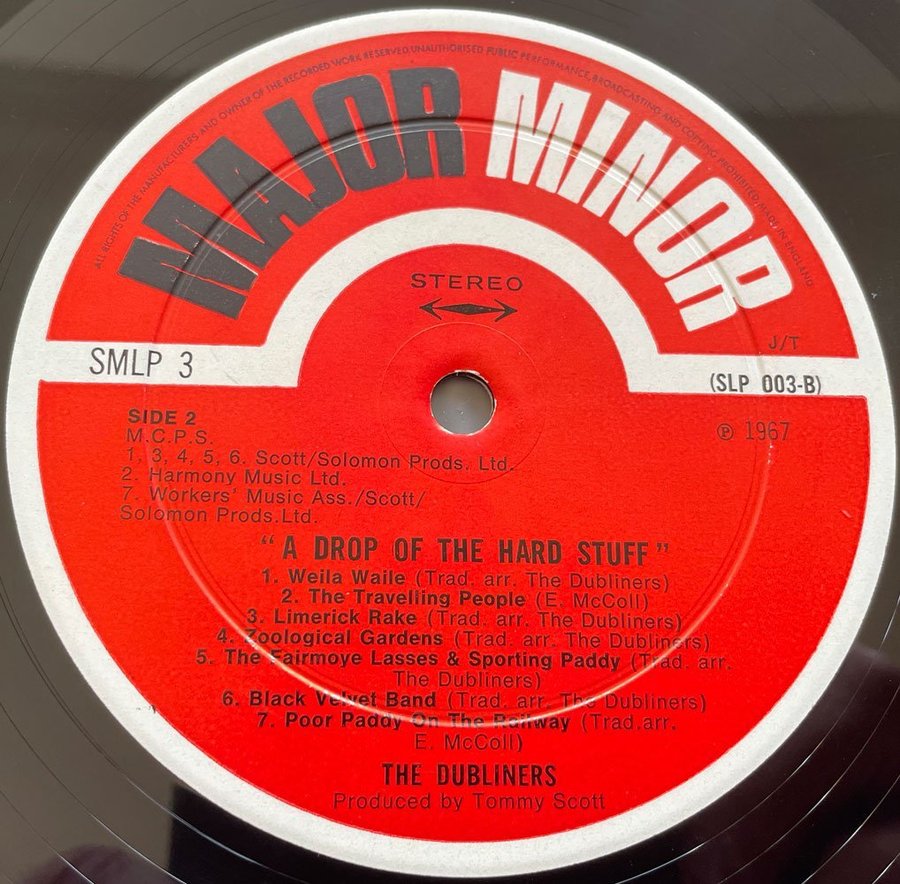 ALL RIGHTS OF THE MANUFACTURERS AND OWNER OF THE RECORDED WORK RESERVED. UNAUTHORISED PUBLIC PERFORMANCE, BROADCASTING AND COPYING PROHIBITED. MADE IN ENGLAND
MAJOR MINOR
STEREO
J/T
SMLP 3
(SLP 003-B)
SIDE 2
℗ 1967
M.C.P.S.
1. 3, 4, 5, 6. Scott/Solomon Prods. Ltd.
2. Harmony Music Ltd.
7. Workers' Music Ass./Scott/
Solomon Prods.Ltd.
"A DROP OF THE HARD STUFF"
1. Weila Waile (Trad. arr. The Dubliners)
2. The Travelling People (E. McColl)
3. Limerick Rake (Trad. arr. The Dubliners)
4. Zoological Gardens (Trad. arr. The Dubliners)
5. The Fairmoye Lasses & Sporting Paddy (Trad. arr.
The Dubliners)
6. Black Velvet Band (Trad. arr. The Dubliners)
7. Poor Paddy On The Railway (Trad.arr.
E. McColl)
THE DUBLINERS
Produced by Tommy Scott